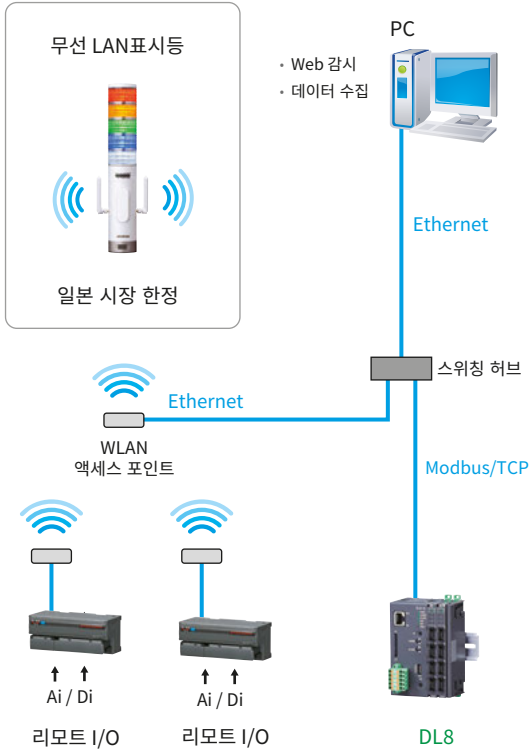 무선 LAN표시등
일본 시장 한정
PC
· Web 감시
· 데이터 수집
Ethernet
스위칭 허브
Ethernet
WLAN
액세스 포인트
Modbus/TCP
Ai / Di
Ai / Di
리모트 I/O
리모트 I/O
DL8